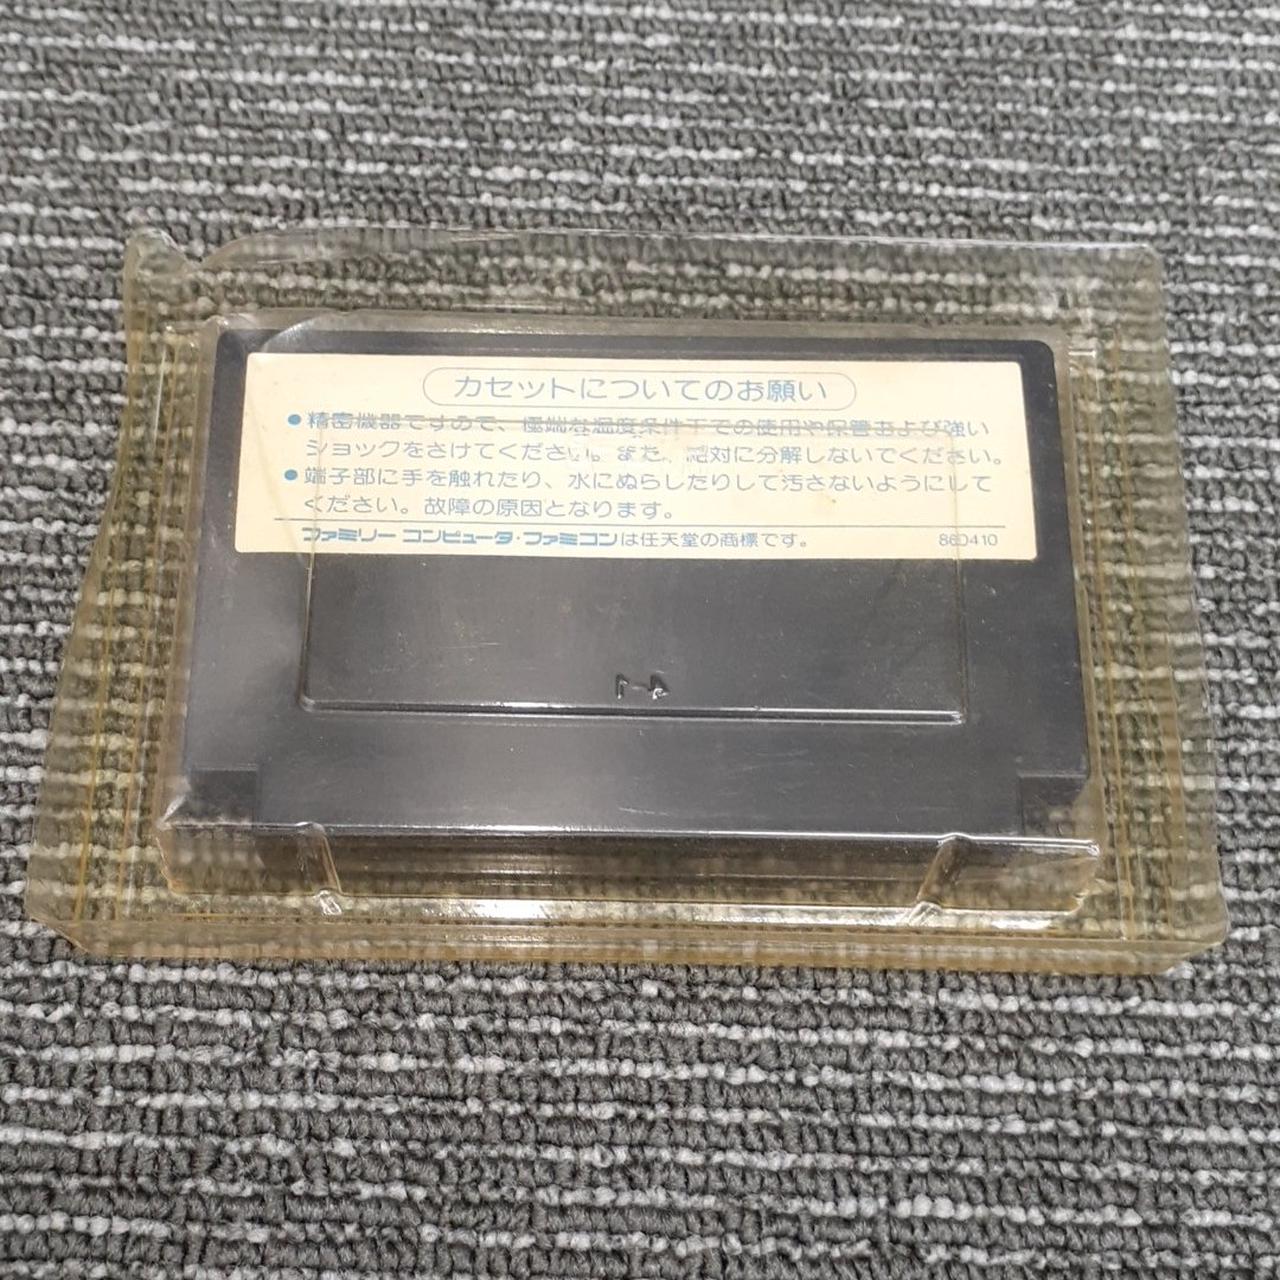 カセットについてのお願い
●精密機器ですので、極端な温度条件下での使用や保管および強い
ショックをさけてください。また、絶対に分解しないでください。
●端子部に手を触れたり、水にぬらしたりして汚さないようにして
ください。故障の原因となります。
ファミリー コンピュータ・ファミコンは任天堂の商標です。 860410